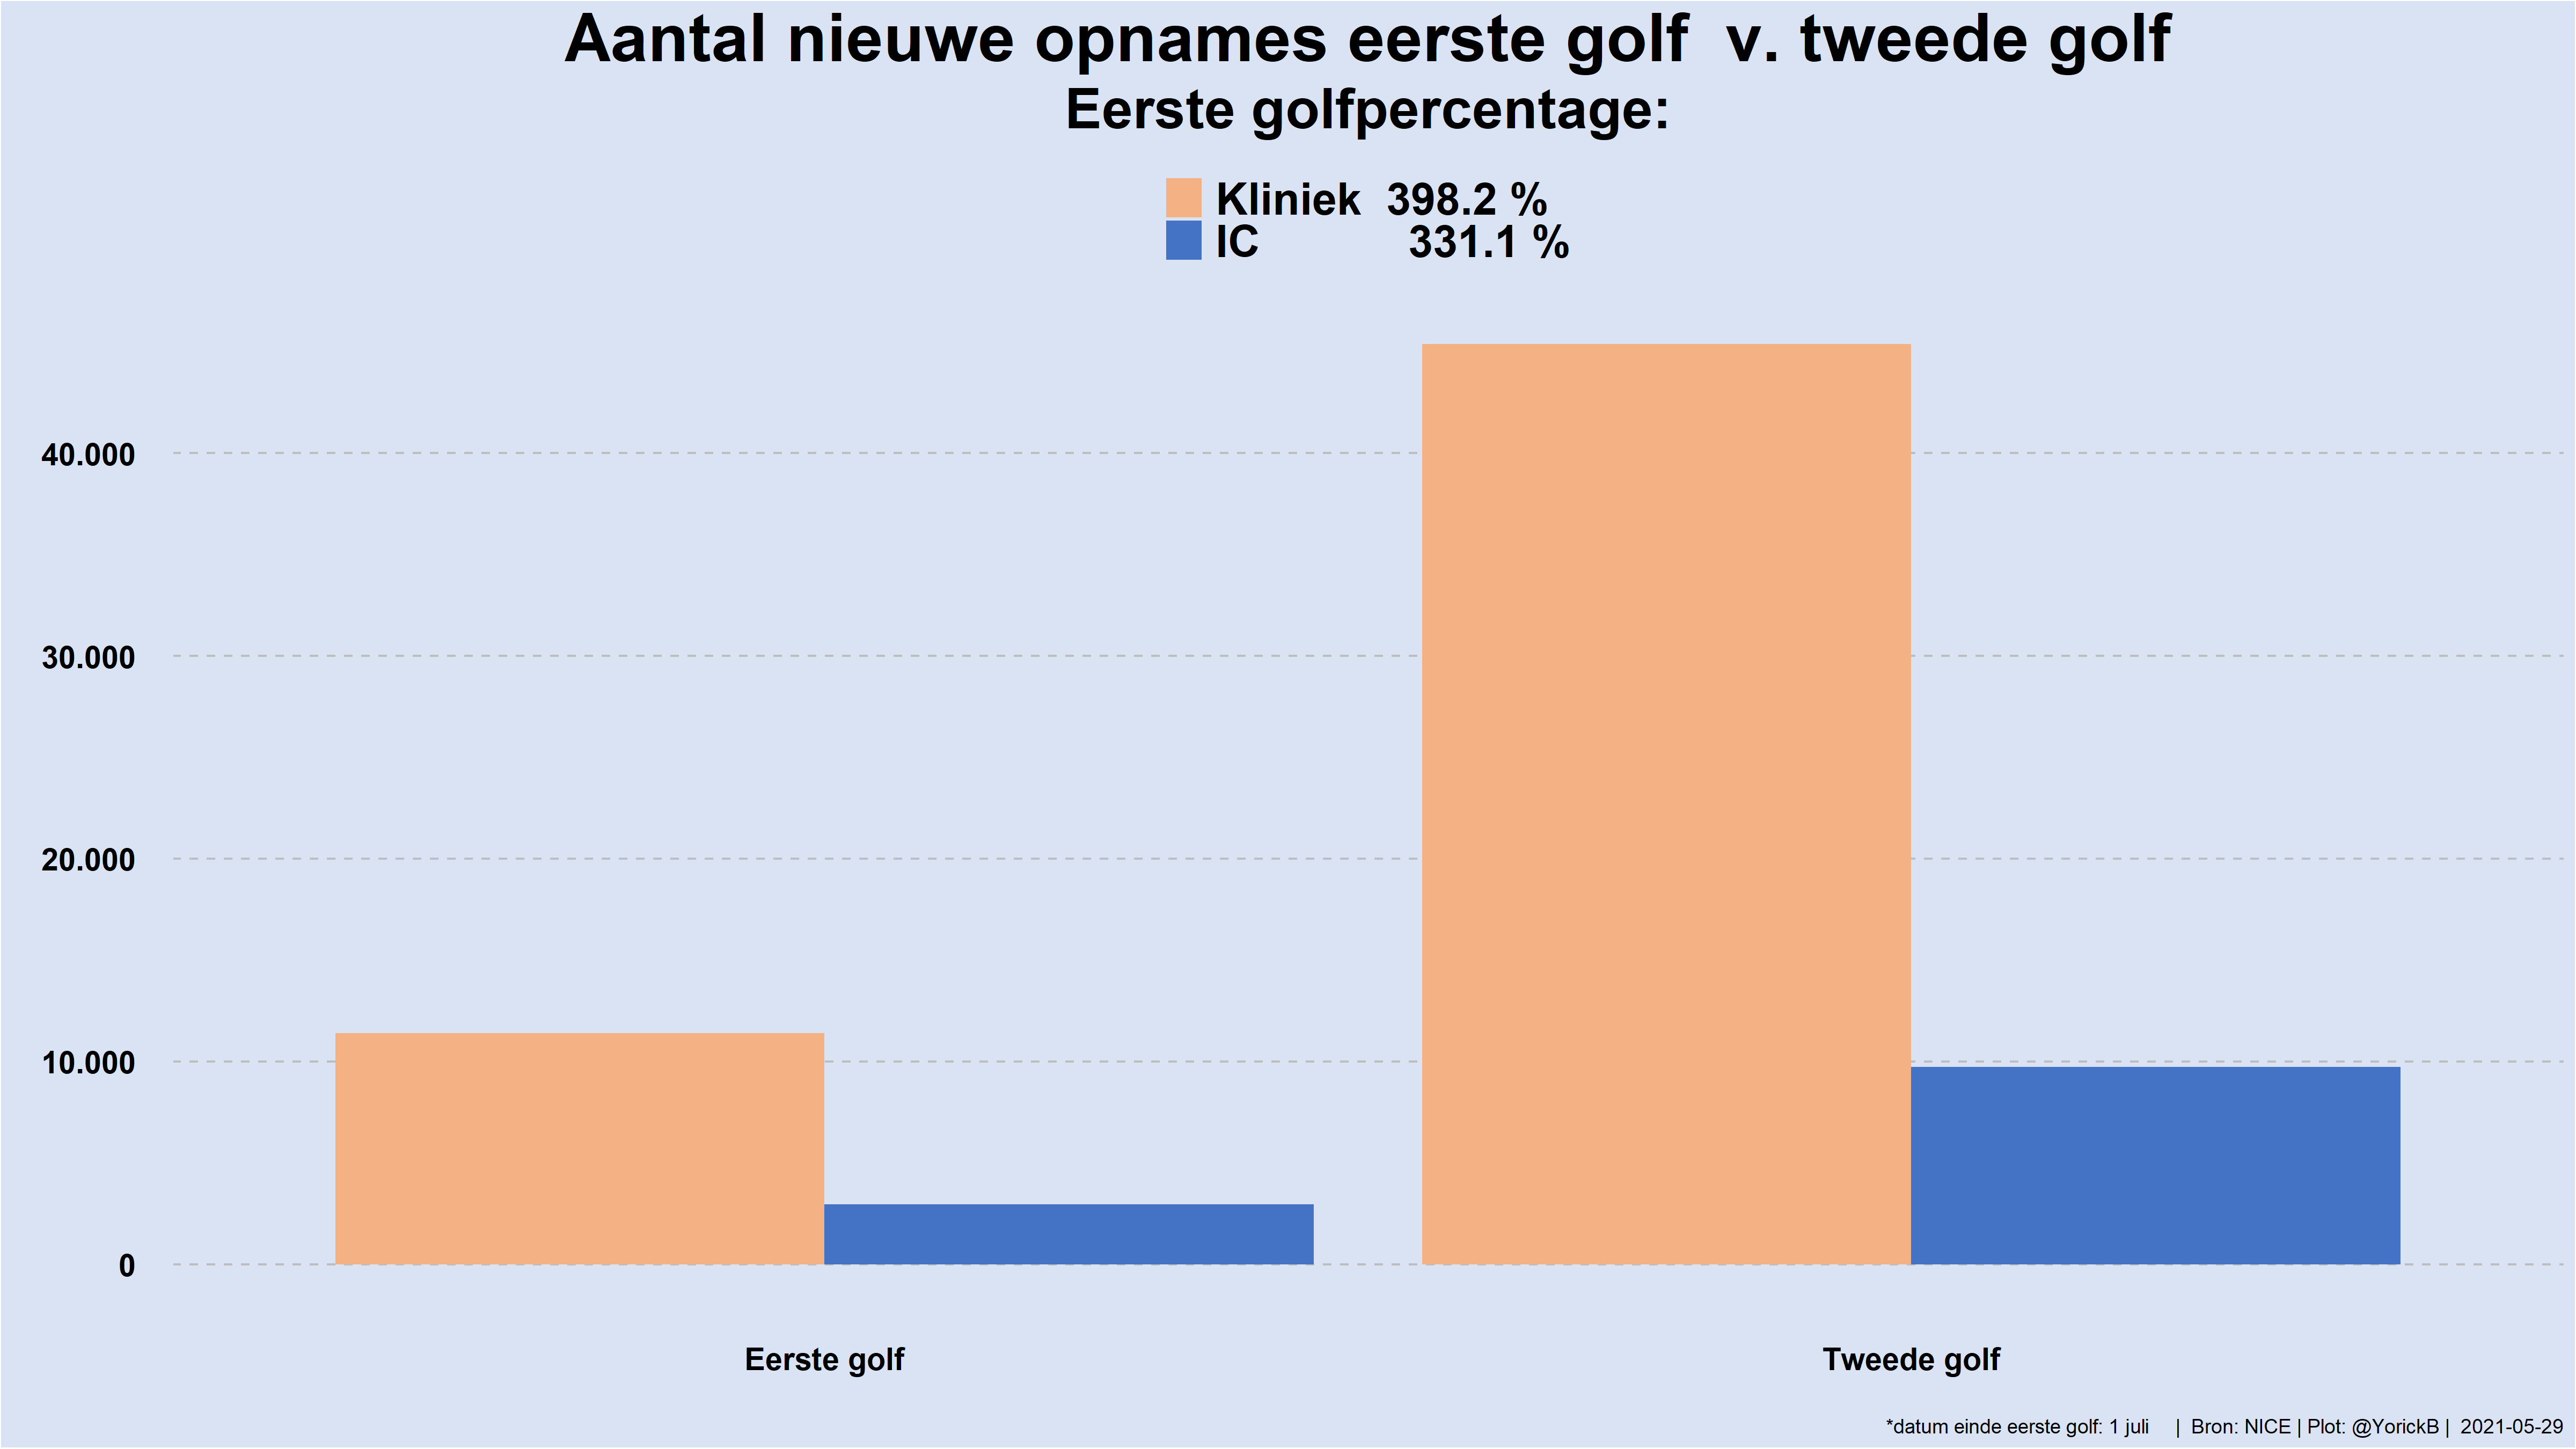 Aantal nieuwe opnames eerste golf  v. tweede golf
Eerste golfpercentage:
Kliniek  398.2 %
IC  331.1 %
40.000
30.000
20.000
10.000
0
Eerste golf
Tweede golf
*datum einde eerste golf: 1 juli  |  Bron: NICE | Plot: @YorickB |  2021-05-29